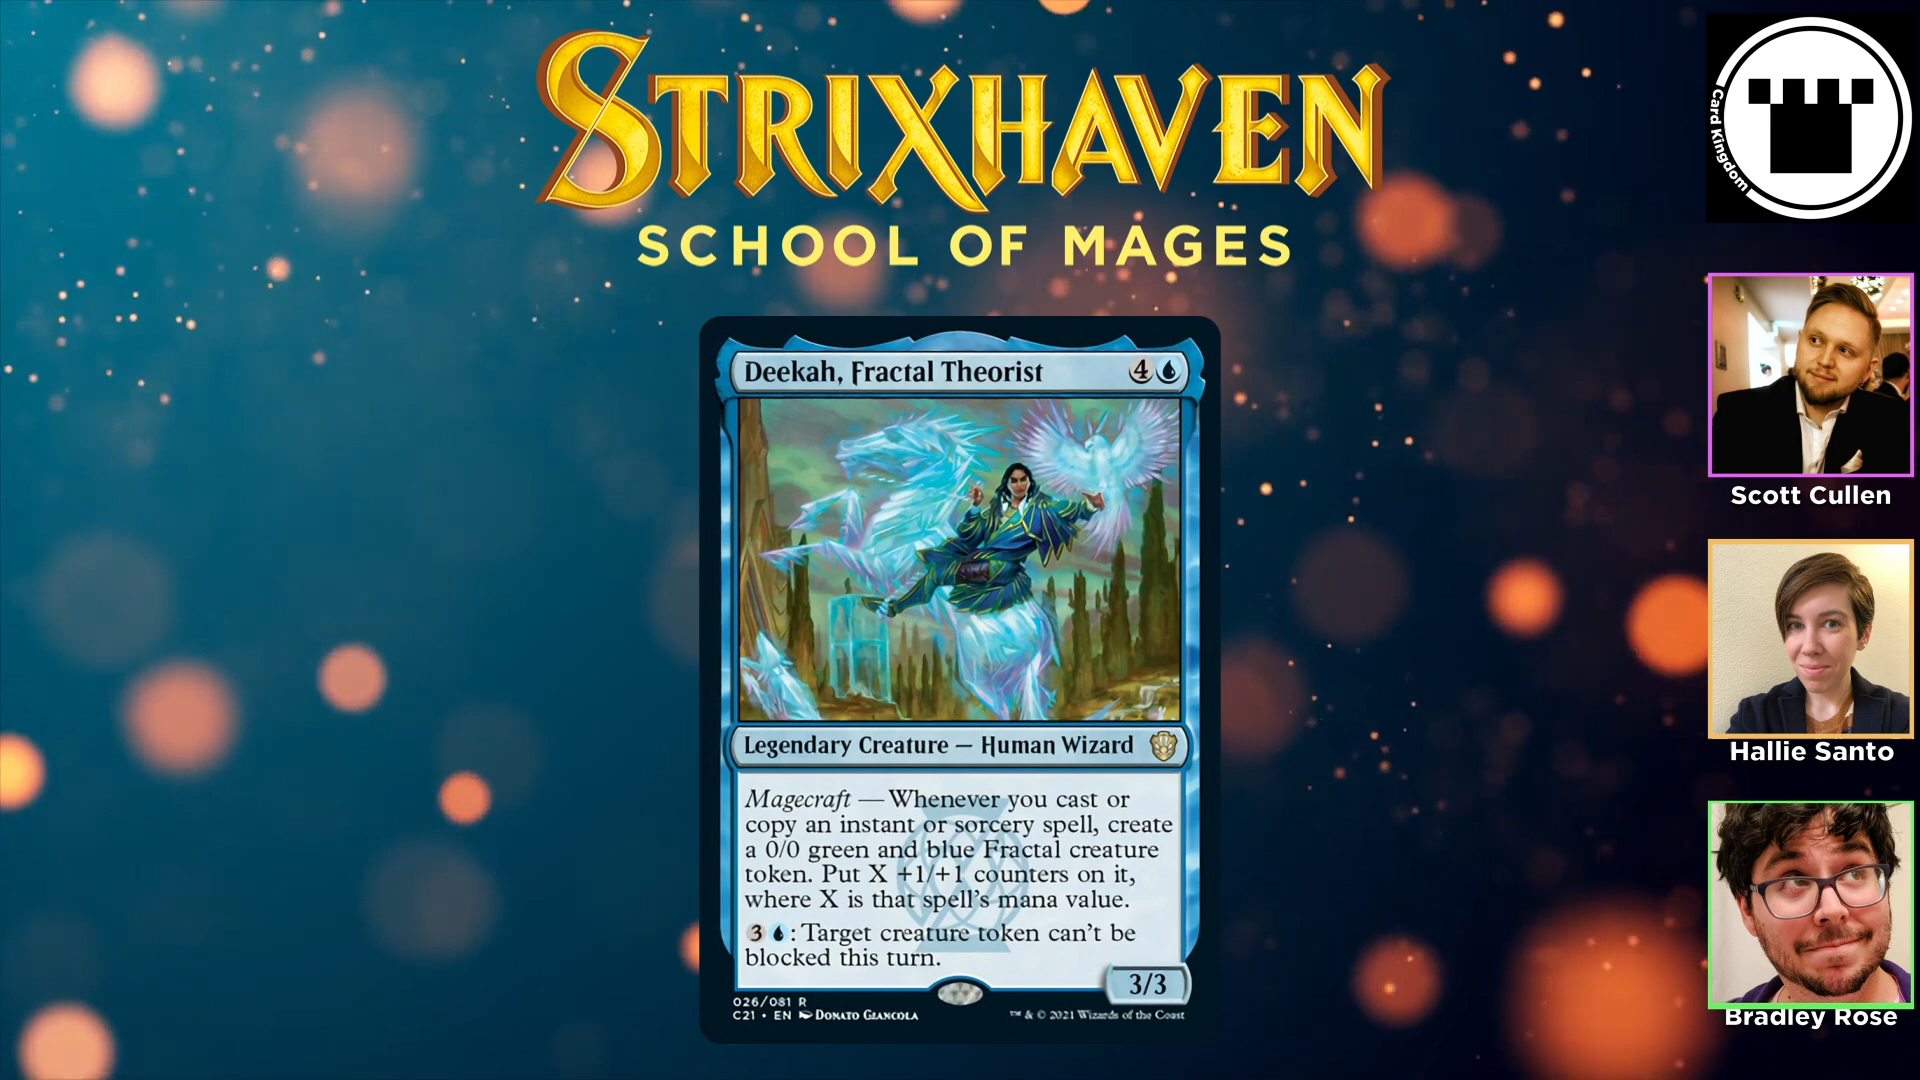 STRIXHAVEN
SCHOOL OF MAGES
Card Kingdom
Deekah, Fractal Theorist 4
Legendary Creature — Human Wizard
Magecraft — Whenever you cast or
copy an instant or sorcery spell, create
a 0/0 green and blue Fractal creature
token. Put X +1/+1 counters on it,
where X is that spell's mana value.
3 : Target creature token can't be
blocked this turn.
3/3
026/081 R
C21 • EN Donato Giancola
™ & © 2021 Wizards of the Coast
Scott Cullen
Hallie Santo
Bradley Rose